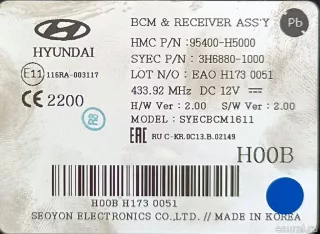 BCM & RECEIVER ASS'Y
Pb
HYUNDAI
HMC P/N : 95400-H5000
SYEC P/N : 3H6880-1000
E11 116RA-003117
LOT N/O : EAO H173 0051
433.92 MHz DC 12V
CE 2200
H/W Ver : 2.00 S/W Ver : 2.00
MODEL : SYECBCM1611
R8
EAC RU C-KR.0C13.B.02149
H00B
H00B H173 0051
SEOYON ELECTRONICS CO.,LTD // MADE IN KOREA